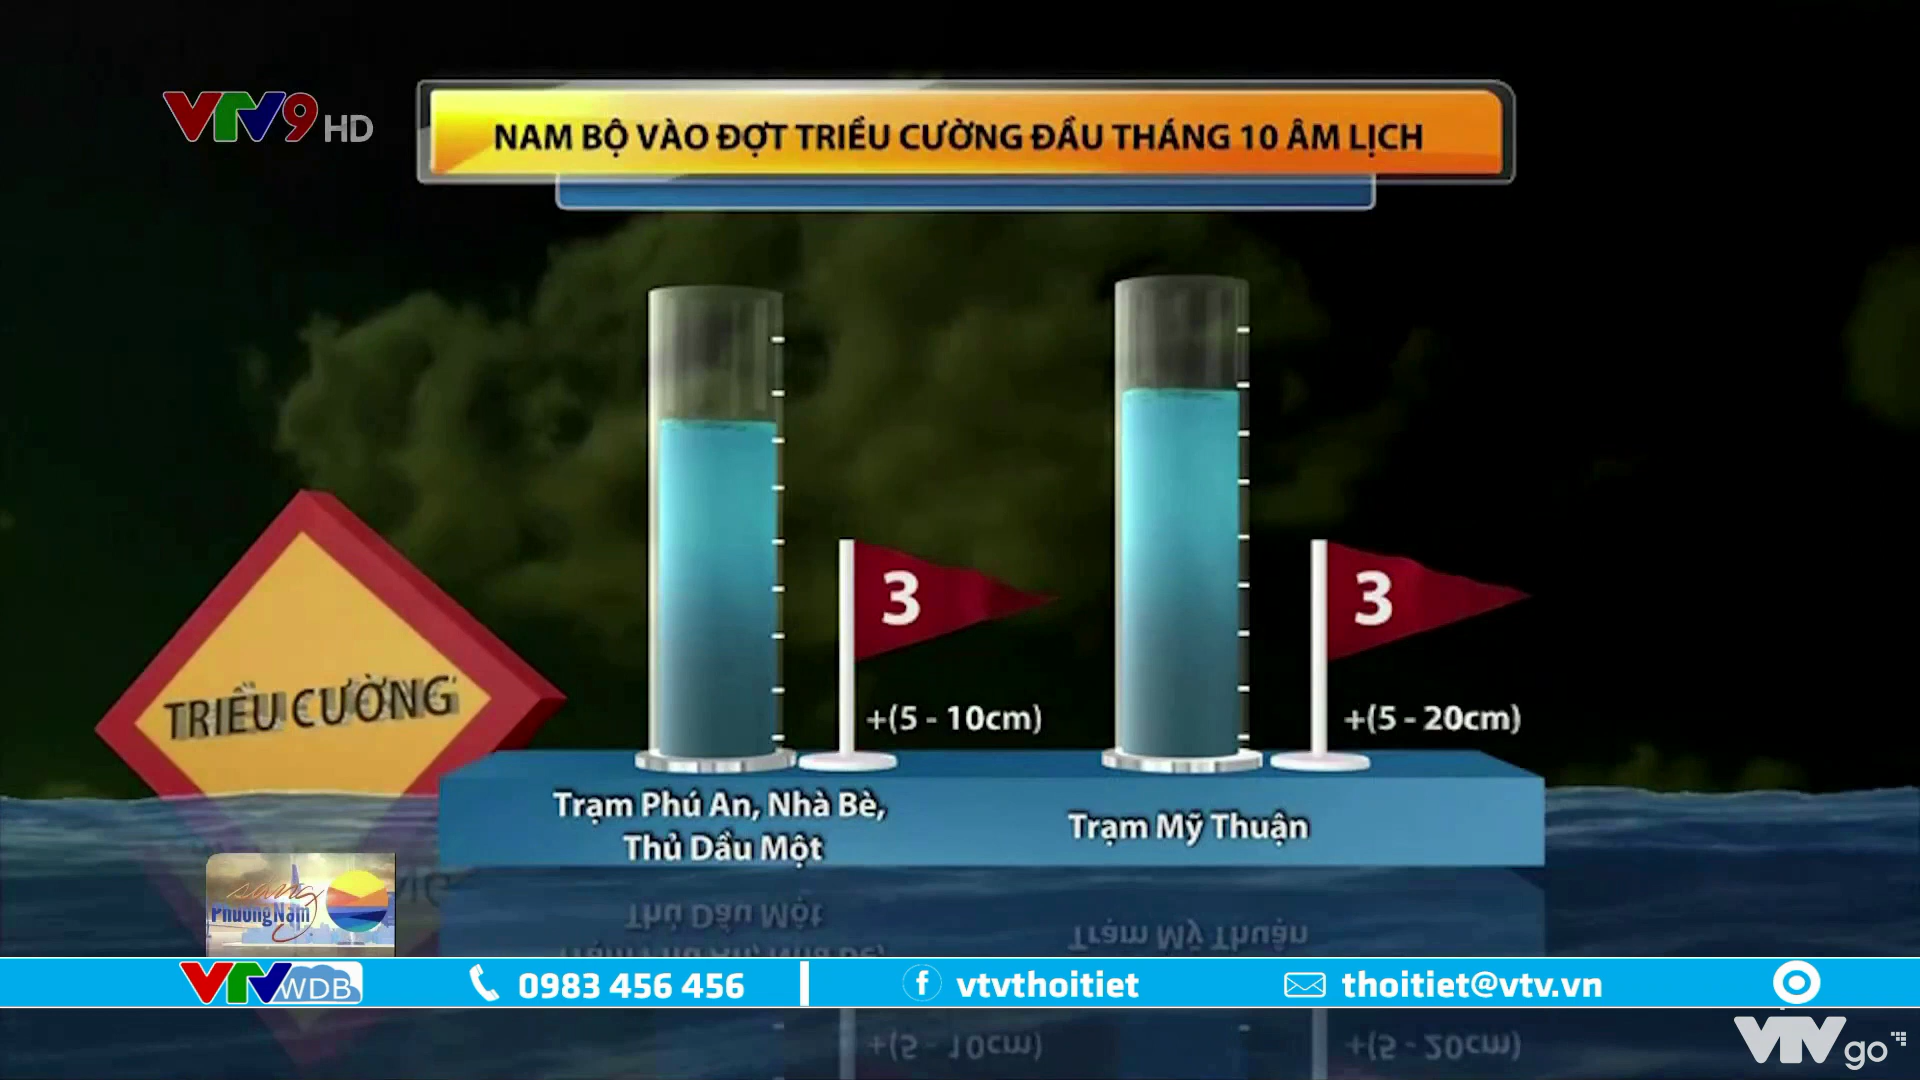 VTV9 HD
NAM BỘ VÀO ĐỢT TRIỀU CƯỜNG ĐẦU THÁNG 10 ÂM LỊCH
TRIỀU CƯỜNG
3
+(5 - 10cm)
3
+(5 - 20cm)
Trạm Phú An, Nhà Bè,
Thủ Dầu Một
Trạm Mỹ Thuận
sáng
Phương Nam
VTV WDB
0983 456 456
vtvthoitiet
thoitiet@vtv.vn
VTV go